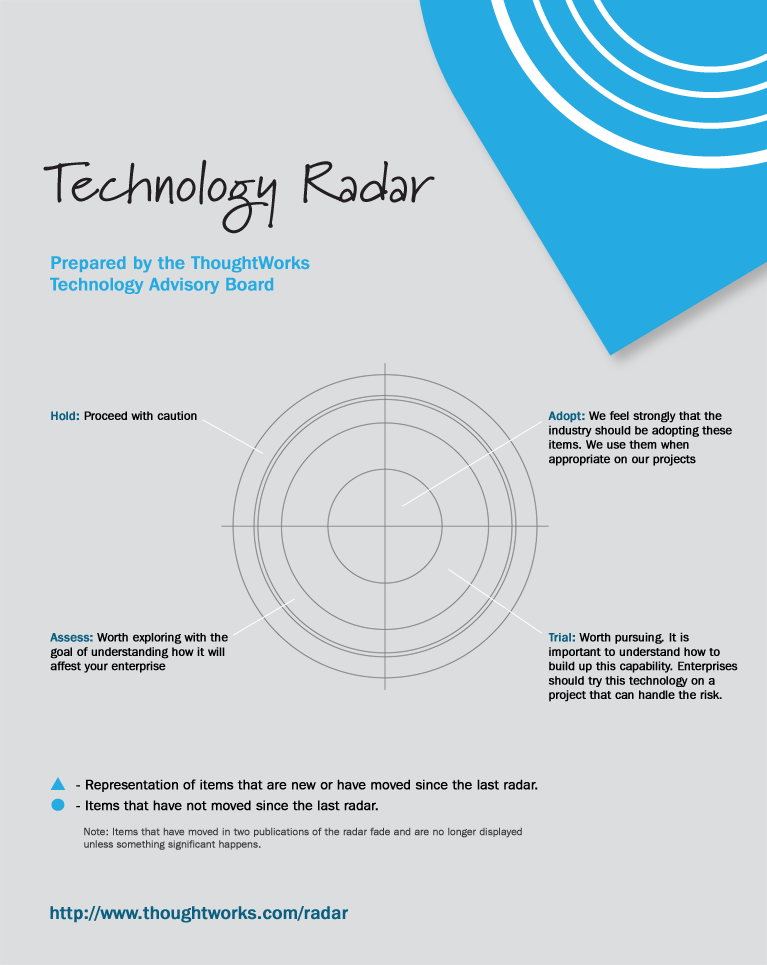 Technology Radar
Prepared by the ThoughtWorks
Technology Advisory Board
Hold: Proceed with caution
Adopt: We feel strongly that the
industry should be adopting these
items. We use them when
appropriate on our projects
Assess: Worth exploring with the
goal of understanding how it will
affest your enterprise
Trial: Worth pursuing. It is
important to understand how to
build up this capability. Enterprises
should try this technology on a
project that can handle the risk.
- Representation of items that are new or have moved since the last radar.
- Items that have not moved since the last radar.
Note: Items that have moved in two publications of the radar fade and are no longer displayed
unless something significant happens.
http://www.thoughtworks.com/radar